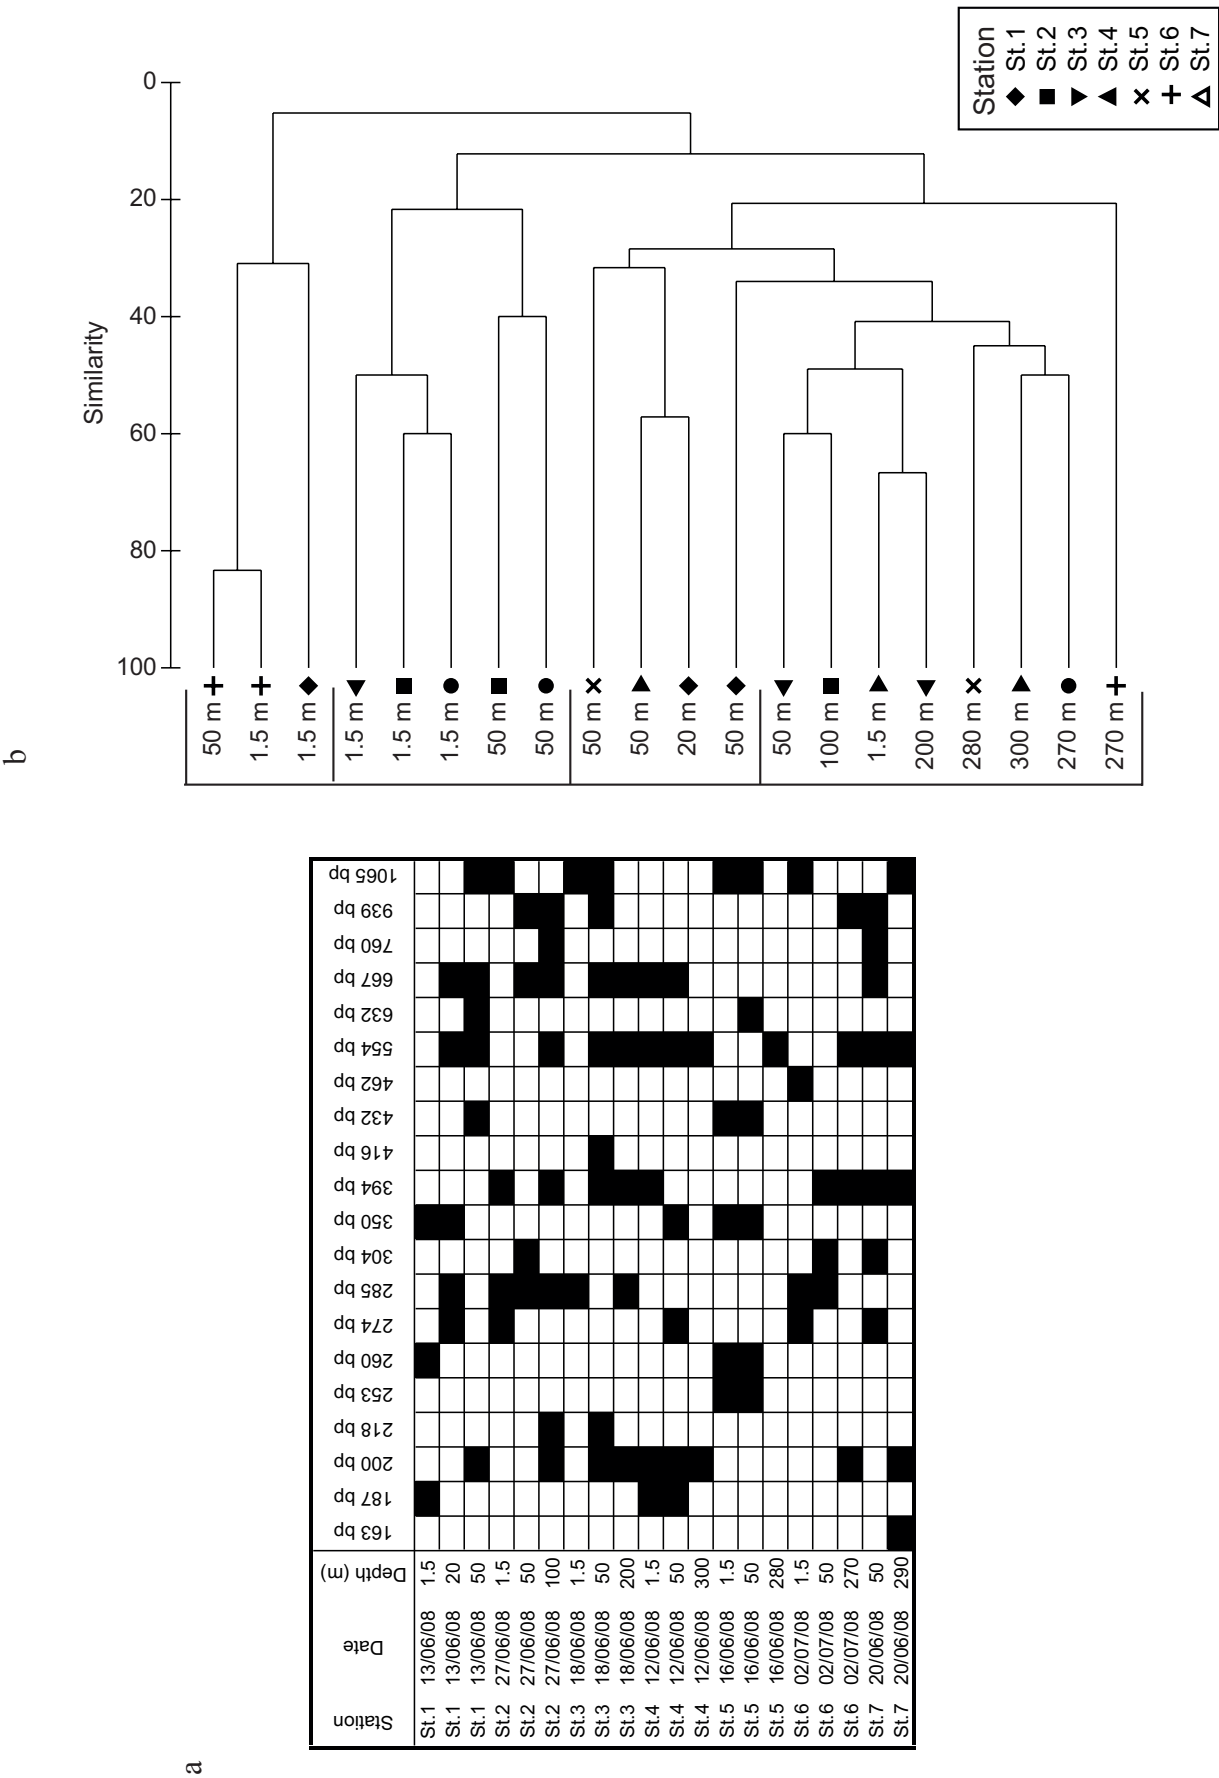 a
Station Date Depth (m) 163 bp 187 bp 200 bp 218 bp 253 bp 260 bp 274 bp 285 bp 304 bp 350 bp 394 bp 416 bp 432 bp 462 bp 554 bp 632 bp 667 bp 760 bp 939 bp 1065 bp
St.1 13/06/08 1.5
St.1 13/06/08 20
St.1 13/06/08 50
St.2 27/06/08 1.5
St.2 27/06/08 50
St.2 27/06/08 100
St.3 18/06/08 1.5
St.3 18/06/08 50
St.3 18/06/08 200
St.4 12/06/08 1.5
St.4 12/06/08 50
St.4 12/06/08 300
St.5 16/06/08 1.5
St.5 16/06/08 50
St.5 16/06/08 280
St.6 02/07/08 1.5
St.6 02/07/08 50
St.6 02/07/08 270
St.7 20/06/08 50
St.7 20/06/08 290
b
Similarity
100 80 60 40 20 0
50 m
1.5 m
1.5 m
1.5 m
1.5 m
1.5 m
50 m
50 m
50 m
50 m
20 m
50 m
50 m
100 m
1.5 m
200 m
280 m
300 m
270 m
270 m
Station
St.1
St.2
St.3
St.4
St.5
St.6
St.7